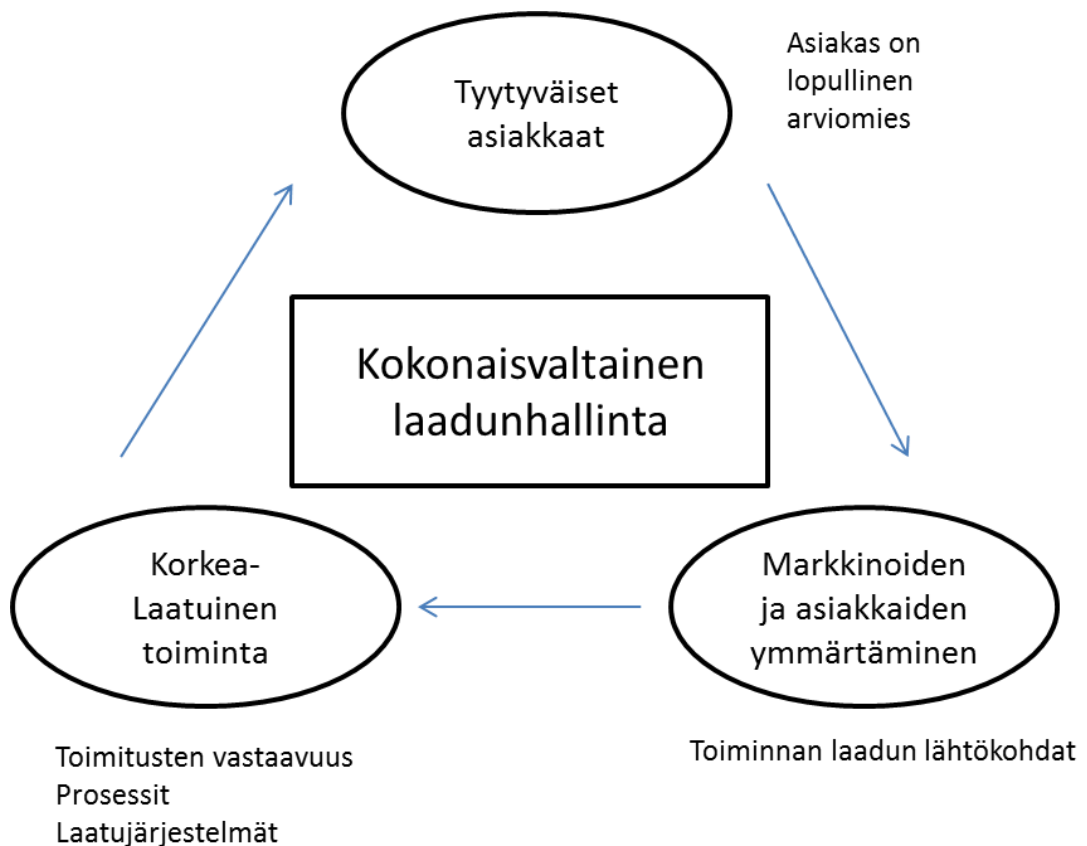 Tyytyväiset
asiakkaat
Asiakas on
lopullinen
arviomies
Kokonaisvaltainen
laadunhallinta
Korkea-
Laatuinen
toiminta
Markkinoiden
ja asiakkaiden
ymmärtäminen
Toimitusten vastaavuus
Prosessit
Laatujärjestelmät
Toiminnan laadun lähtökohdat